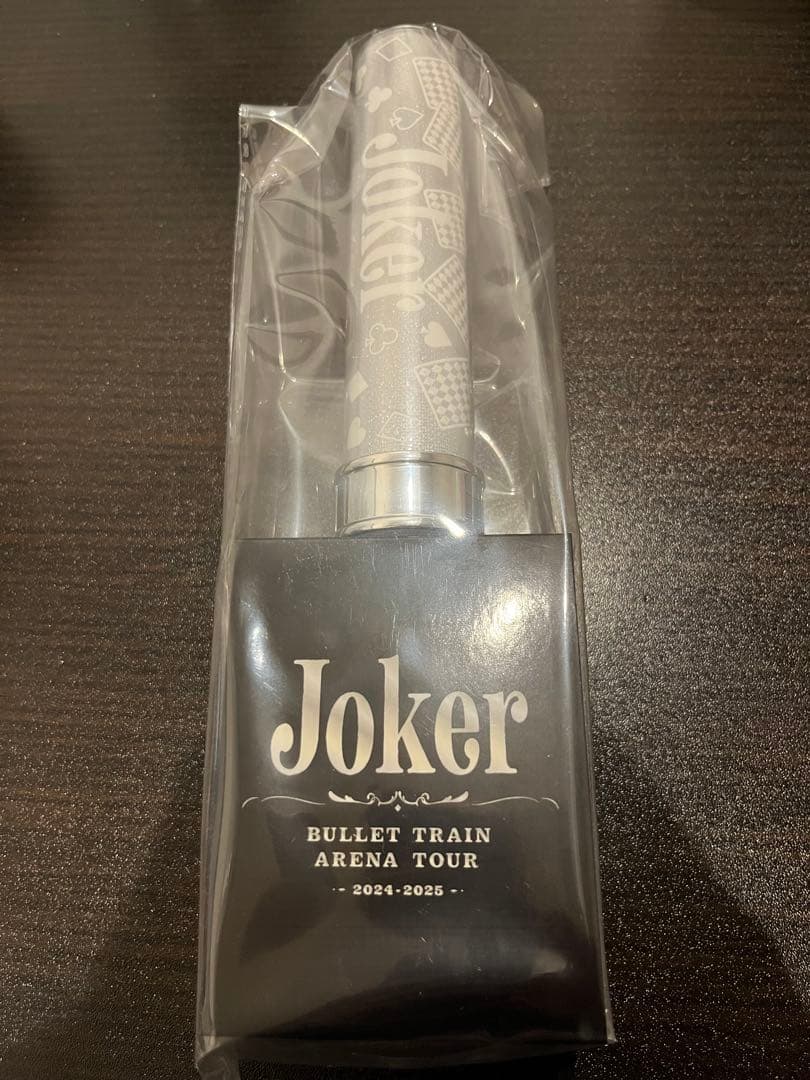 Joker
Joker
BULLET TRAIN
ARENA TOUR
- 2024-2025 -